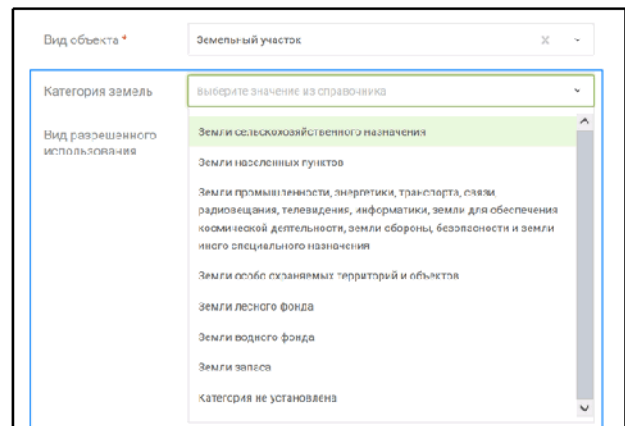 Вид объекта *
Земельный участок
Категория земель
Выберите значение из справочника
Вид разрешенного
использования
Земли сельскохозяйственного назначения
Земли населенных пунктов
Земли промышленности, энергетики, транспорта, связи,
радиовещания, телевидения, информатики, земли для обеспечения
космической деятельности, земли обороны, безопасности и земли
иного специального назначения
Земли особо охраняемых территорий и объектов
Земли лесного фонда
Земли водного фонда
Земли запаса
Категория не установлена